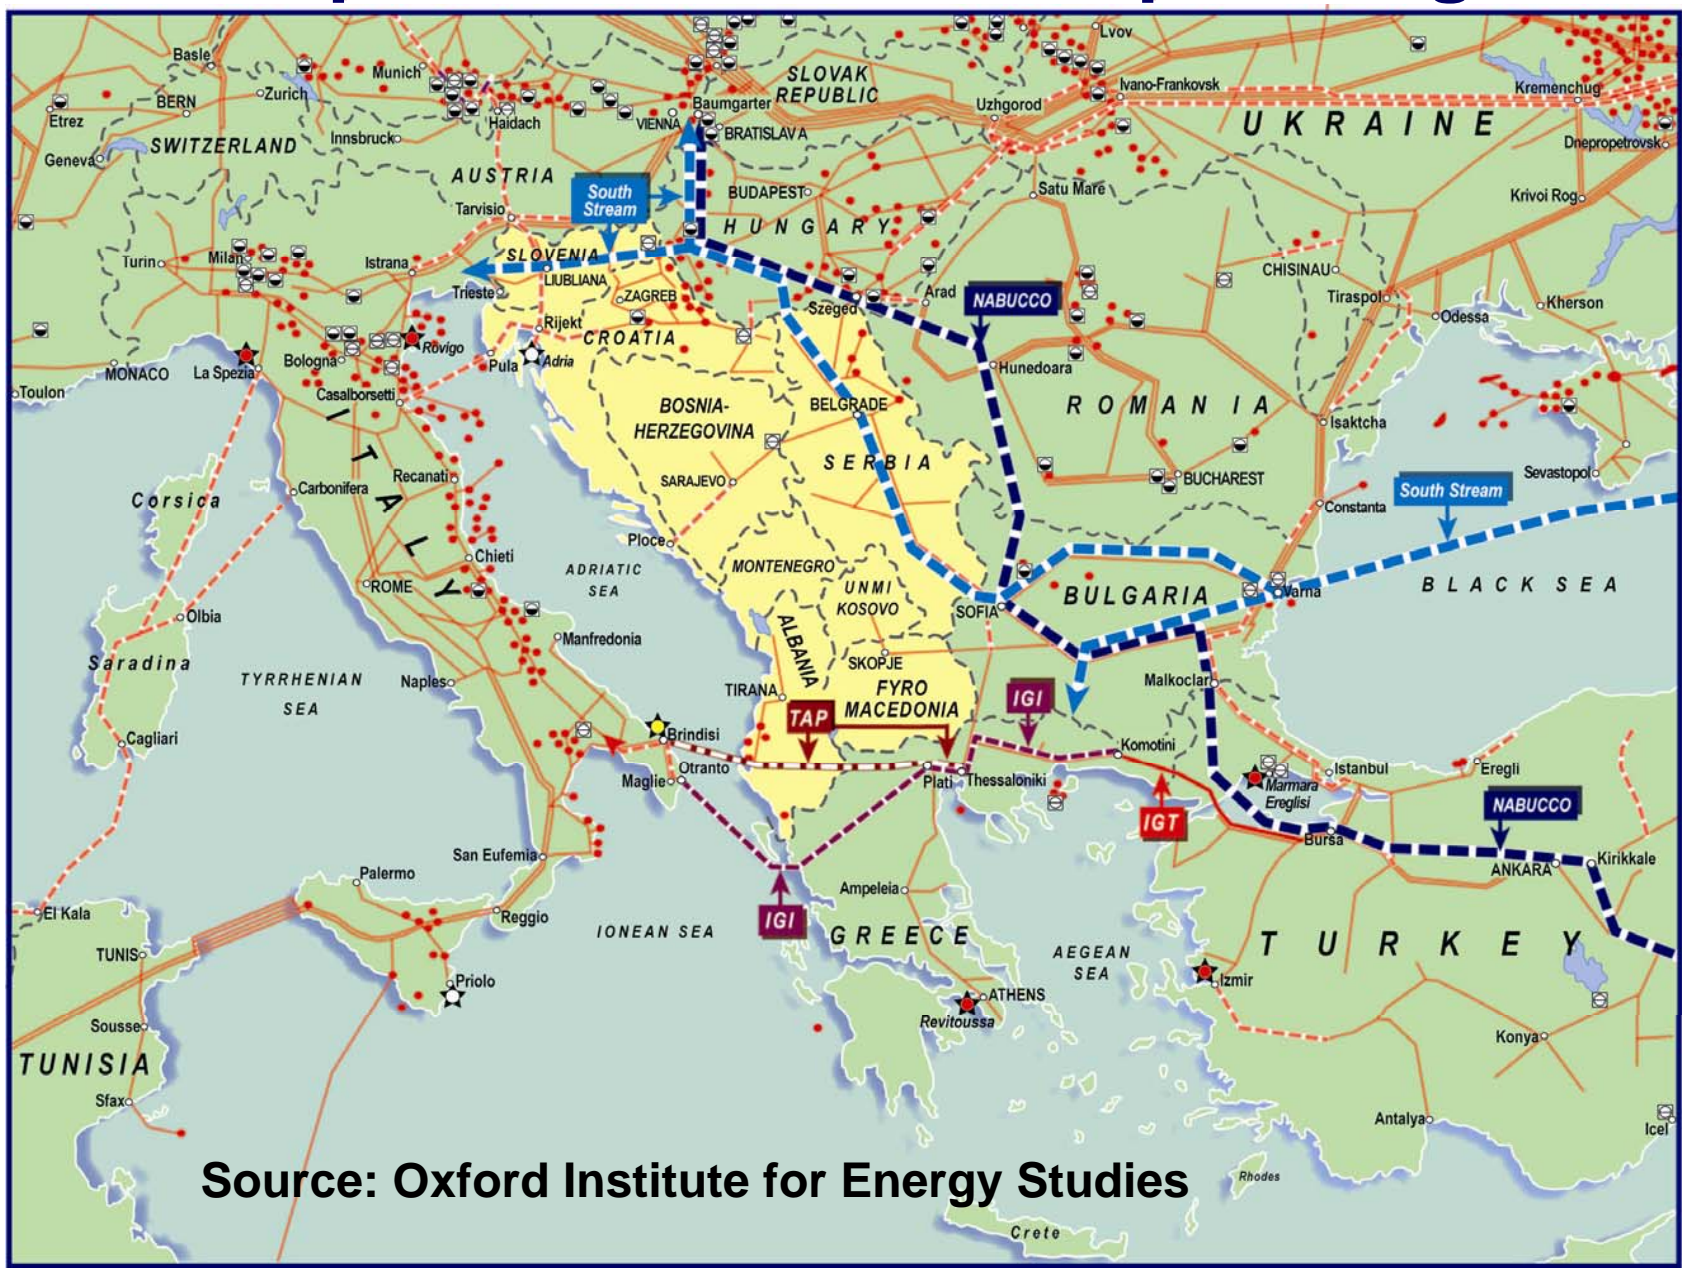 Lvov
Basle
Munich
SLOVAK
REPUBLIC
Ivano-Frankovsk
Kremenchug
BERN
Zurich
Baumgarter
Uzhgorod
Etrez
Haidach
VIENNA
BRATISLAVA
UKRAINE
Innsbruck
SWITZERLAND
Dnepropetrovsk
Geneva
AUSTRIA
South
Stream
BUDAPEST
Satu Mare
Krivoi Rog
Tarvisio
HUNGARY
Turin
Milan
Istrana
SLOVENIA
LJUBLIANA
CHISINAU
Trieste
ZAGREB
Szeged
Arad
NABUCCO
Tiraspol
Kherson
Odessa
Rijekt
CROATIA
Rovigo
Bologna
Pula
Adria
MONACO
La Spezia
Hunedoara
Toulon
Casalborsetti
BOSNIA-
HERZEGOVINA
BELGRADE
ROMANIA
Isaktcha
ITALY
SERBIA
Recanati
SARAJEVO
BUCHAREST
Sevastopol
Corsica
Carbonifera
South Stream
Constanta
Ploce
Chieti
ADRIATIC
SEA
MONTENEGRO
UNMI
KOSOVO
ROME
SOFIA
BULGARIA
Varna
BLACK SEA
Olbia
ALBANIA
Manfredonia
Saradina
SKOPJE
TYRRHENIAN
SEA
Naples
TIRANA
FYRO
MACEDONIA
IGI
Malkoclar
TAP
Cagliari
Brindisi
Komotini
Otranto
Maglie
Plati
Thessaloniki
Istanbul
Eregli
Marmara
Ereglisi
NABUCCO
IGT
Bursa
San Eufemia
ANKARA
Kirikkale
Palermo
Ampeleia
El Kala
Reggio
IGI
IONEAN SEA
GREECE
TURKEY
TUNIS
AEGEAN
SEA
Priolo
Izmir
ATHENS
Revitoussa
Sousse
Konya
TUNISIA
Sfax
Antalya
Icel
Source: Oxford Institute for Energy Studies
Rhodes
Crete